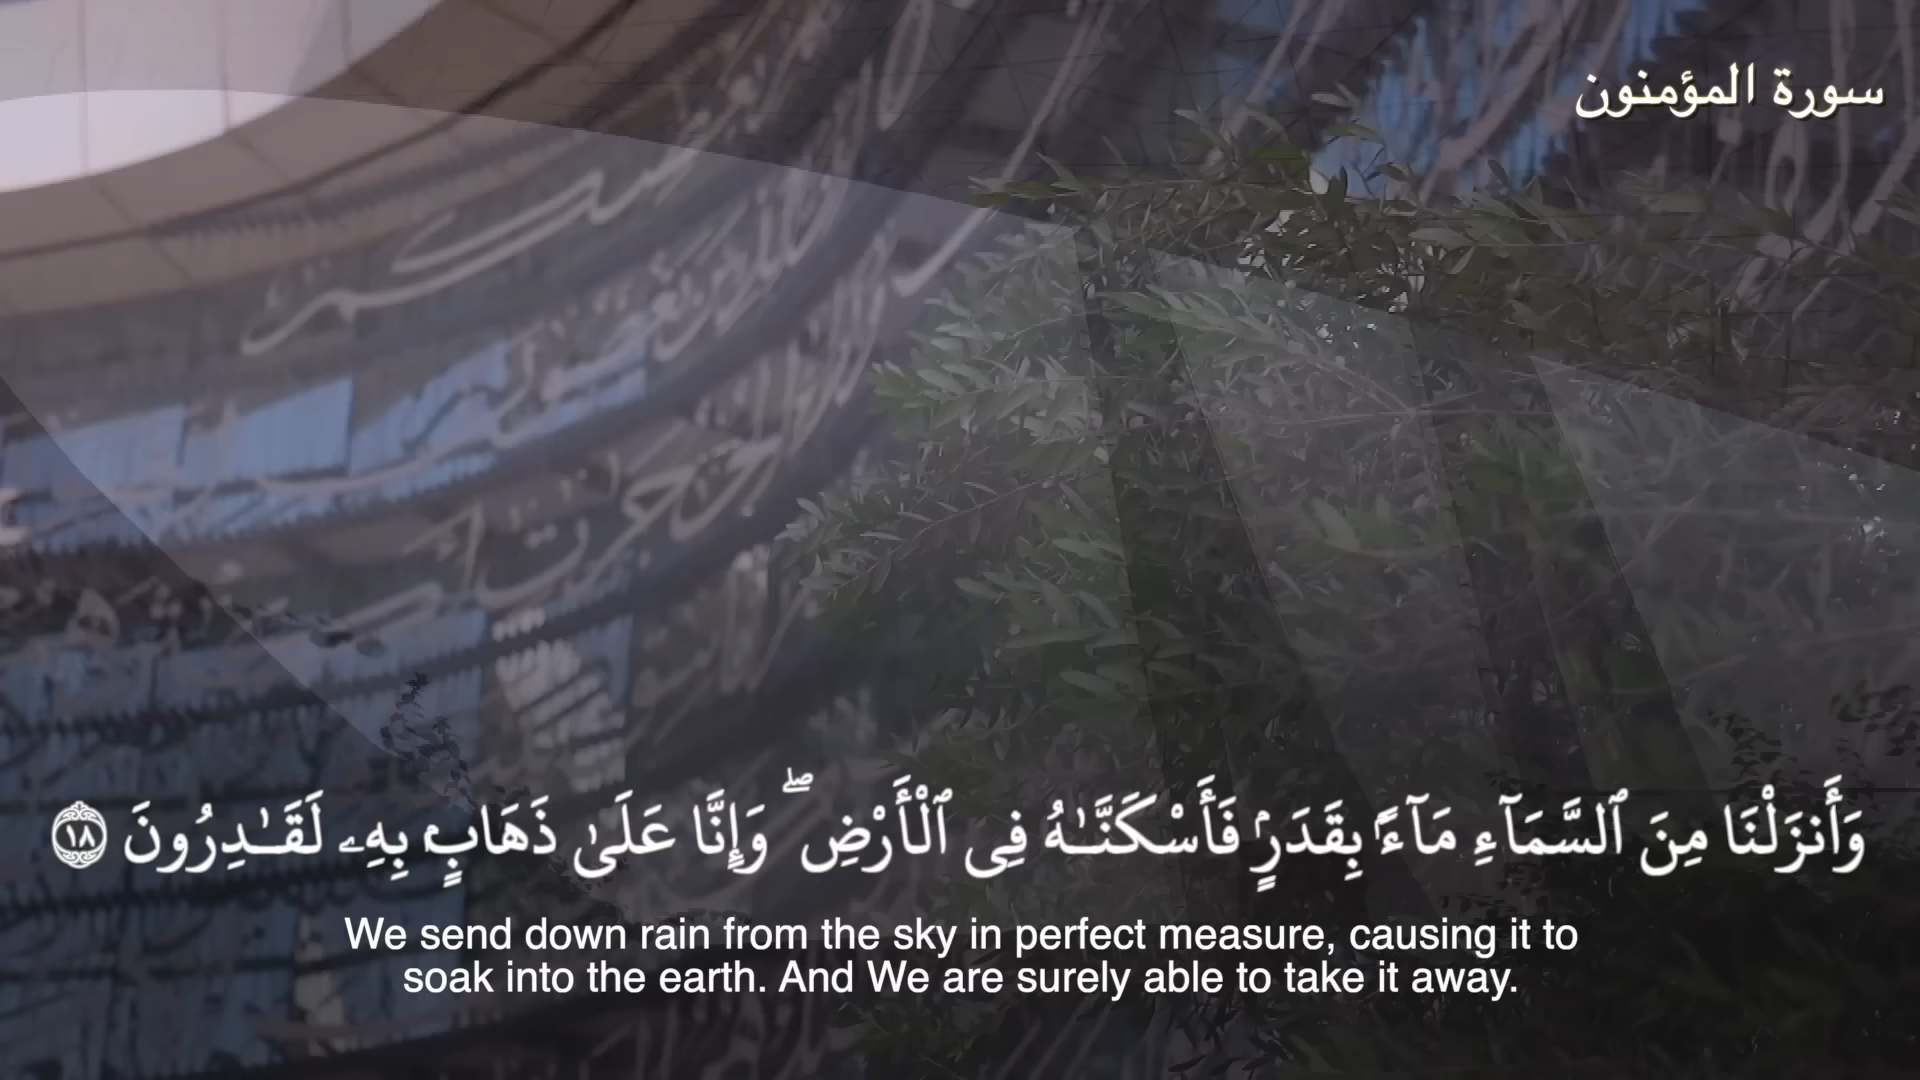 سورة المؤمنون
وَأَنزَلْنَا مِنَ ٱلسَّمَآءِ مَآءًۢ بِقَدَرٍۢ فَأَسْكَنَّـٰهُ فِى ٱلْأَرْضِ ۖ وَإِنَّا عَلَىٰ ذَهَابٍۭ بِهِۦ لَقَـٰدِرُونَ ١٨
We send down rain from the sky in perfect measure, causing it to
soak into the earth. And We are surely able to take it away.